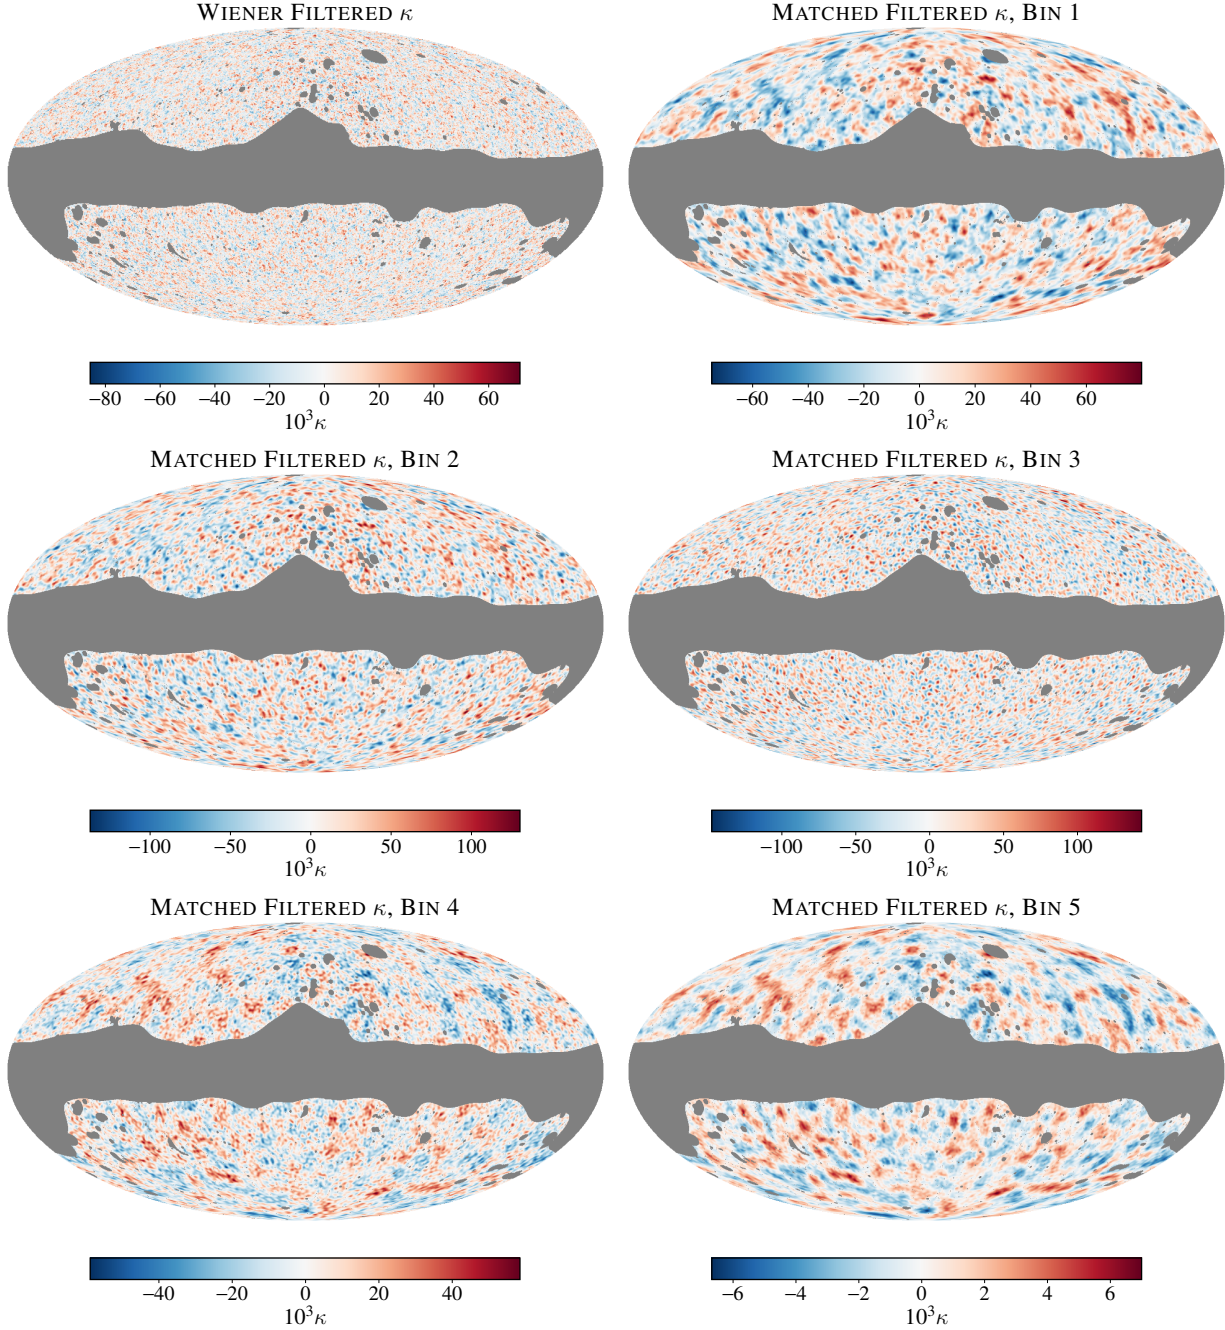 WIENER FILTERED κ
MATCHED FILTERED κ, BIN 1
−80 −60 −40 −20 0 20 40 60
10³κ
−60 −40 −20 0 20 40 60
10³κ
MATCHED FILTERED κ, BIN 2
MATCHED FILTERED κ, BIN 3
−100 −50 0 50 100
10³κ
−100 −50 0 50 100
10³κ
MATCHED FILTERED κ, BIN 4
MATCHED FILTERED κ, BIN 5
−40 −20 0 20 40
10³κ
−6 −4 −2 0 2 4 6
10³κ